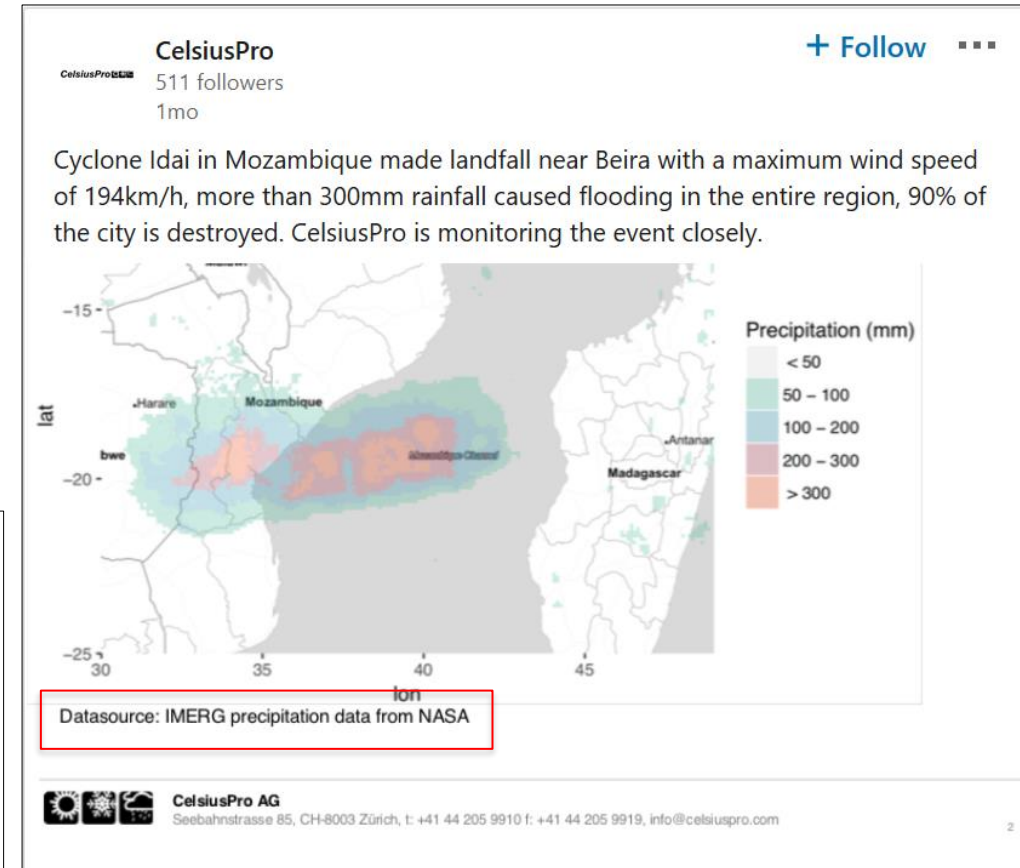 CelsiusPro
CelsiusPro
511 followers
1mo
+ Follow
Cyclone Idai in Mozambique made landfall near Beira with a maximum wind speed
of 194km/h, more than 300mm rainfall caused flooding in the entire region, 90% of
the city is destroyed. CelsiusPro is monitoring the event closely.
lat
-15
-20
-25
30
35
40
45
lon
Harare
Mozambique
bwe
Mozambique Channel
Antanar
Madagascar
Precipitation (mm)
< 50
50 – 100
100 – 200
200 – 300
> 300
Datasource: IMERG precipitation data from NASA
CelsiusPro AG
Seebahnstrasse 85, CH-8003 Zürich, t: +41 44 205 9910 f: +41 44 205 9919, info@celsiuspro.com
2